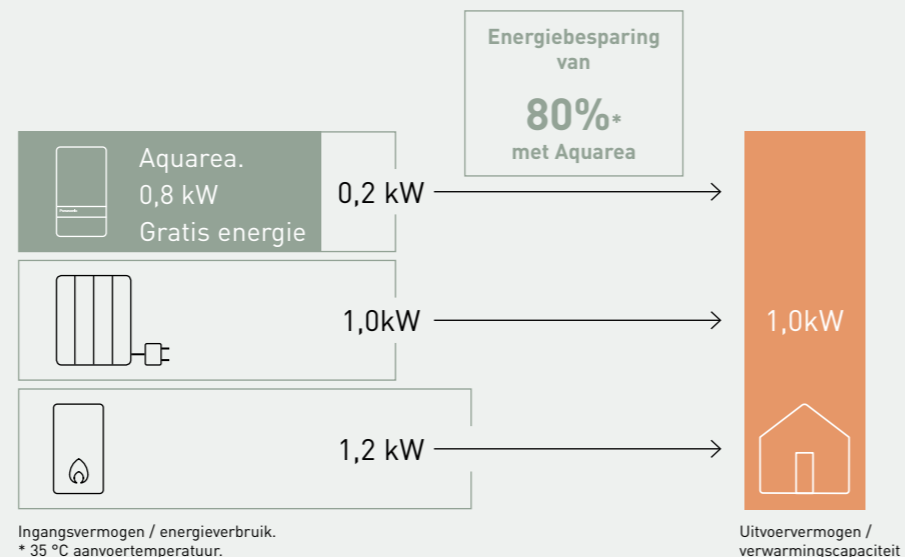 Energiebesparing
van
80%*
met Aquarea
Aquarea.
0,8 kW
Gratis energie
0,2 kW
1,0kW
1,0kW
1,2 kW
Ingangsvermogen / energieverbruik.
* 35 °C aanvoertemperatuur.
Uitvoervermogen /
verwarmingscapaciteit